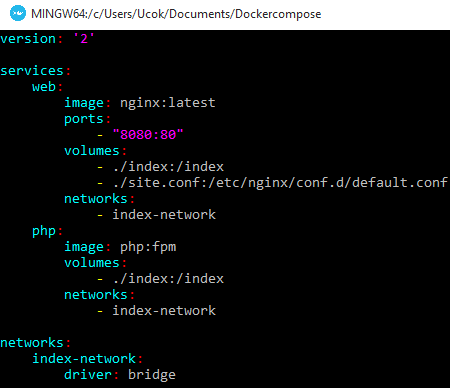 MINGW64:/c/Users/Ucok/Documents/Dockercompose
version: '2'
services:
web:
image: nginx:latest
ports:
- "8080:80"
volumes:
- ./index:/index
- ./site.conf:/etc/nginx/conf.d/default.conf
networks:
- index-network
php:
image: php:fpm
volumes:
- ./index:/index
networks:
- index-network
networks:
index-network:
driver: bridge